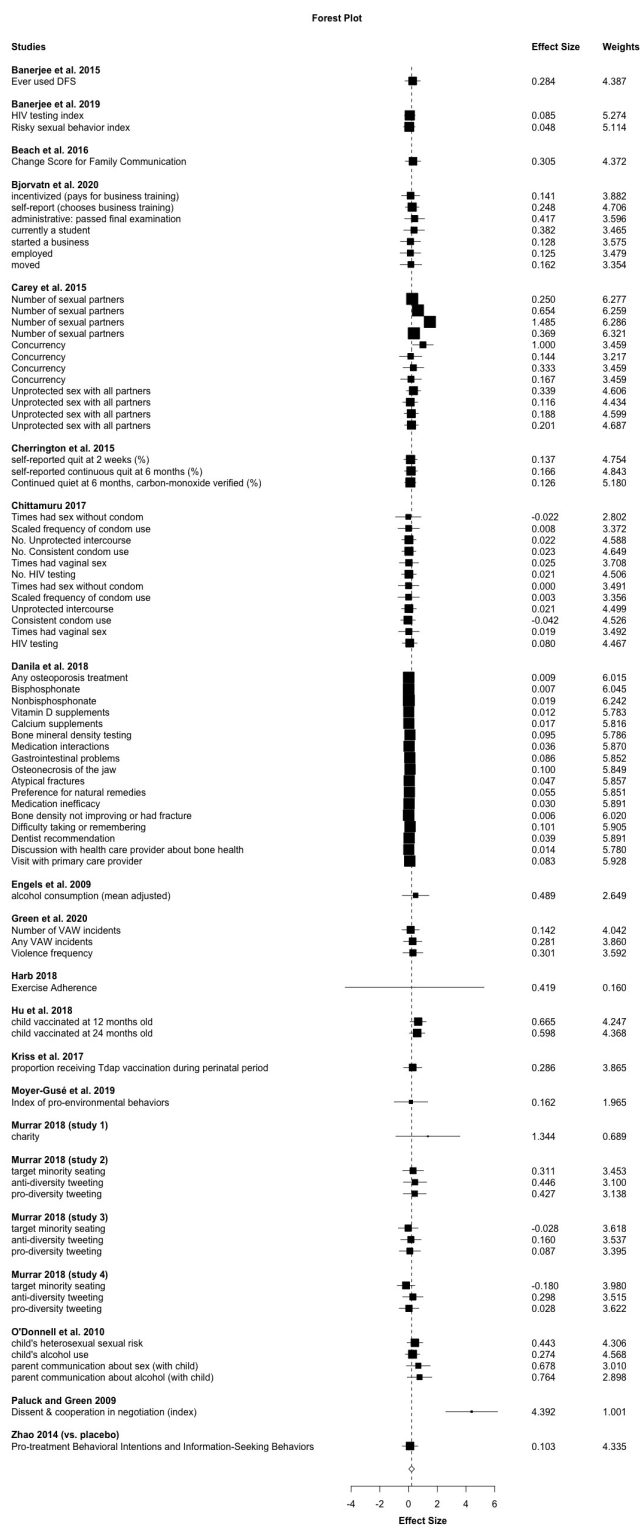 Forest Plot
Studies Effect Size Weights
Banerjee et al. 2015
Ever used DFS 0.284 4.387
Banerjee et al. 2019
HIV testing index 0.085 5.274
Risky sexual behavior index 0.048 5.114
Beach et al. 2016
Change Score for Family Communication 0.305 4.372
Bjorvatn et al. 2020
incentivized (pays for business training) 0.141 3.882
self-report (chooses business training) 0.248 4.706
administrative: passed final examination 0.417 3.596
currently a student 0.382 3.465
started a business 0.128 3.575
employed 0.125 3.479
moved 0.162 3.354
Carey et al. 2015
Number of sexual partners 0.250 6.277
Number of sexual partners 0.654 6.259
Number of sexual partners 1.485 6.286
Number of sexual partners 0.369 6.321
Concurrency 1.000 3.459
Concurrency 0.144 3.217
Concurrency 0.333 3.459
Concurrency 0.167 3.459
Unprotected sex with all partners 0.339 4.606
Unprotected sex with all partners 0.116 4.434
Unprotected sex with all partners 0.188 4.599
Unprotected sex with all partners 0.201 4.687
Cherrington et al. 2015
self-reported quit at 2 weeks (%) 0.137 4.754
self-reported continuous quit at 6 months (%) 0.166 4.843
Continued quiet at 6 months, carbon-monoxide verified (%) 0.126 5.180
Chittamuru 2017
Times had sex without condom -0.022 2.802
Scaled frequency of condom use 0.008 3.372
No. Unprotected intercourse 0.022 4.588
No. Consistent condom use 0.023 4.649
Times had vaginal sex 0.025 3.708
No. HIV testing 0.021 4.506
Times had sex without condom 0.000 3.491
Scaled frequency of condom use 0.003 3.356
Unprotected intercourse 0.021 4.499
Consistent condom use -0.042 4.526
Times had vaginal sex 0.019 3.492
HIV testing 0.080 4.467
Danila et al. 2018
Any osteoporosis treatment 0.009 6.015
Bisphosphonate 0.007 6.045
Nonbisphosphonate 0.019 6.242
Vitamin D supplements 0.012 5.783
Calcium supplements 0.017 5.816
Bone mineral density testing 0.095 5.786
Medication interactions 0.036 5.870
Gastrointestinal problems 0.086 5.852
Osteonecrosis of the jaw 0.100 5.849
Atypical fractures 0.047 5.857
Preference for natural remedies 0.055 5.851
Medication inefficacy 0.030 5.891
Bone density not improving or had fracture 0.006 6.020
Difficulty taking or remembering 0.101 5.905
Dentist recommendation 0.039 5.891
Discussion with health care provider about bone health 0.014 5.780
Visit with primary care provider 0.083 5.928
Engels et al. 2009
alcohol consumption (mean adjusted) 0.489 2.649
Green et al. 2020
Number of VAW incidents 0.142 4.042
Any VAW incidents 0.281 3.860
Violence frequency 0.301 3.592
Harb 2018
Exercise Adherence 0.419 0.160
Hu et al. 2018
child vaccinated at 12 months old 0.665 4.247
child vaccinated at 24 months old 0.598 4.368
Kriss et al. 2017
proportion receiving Tdap vaccination during perinatal period 0.286 3.865
Moyer-Gusé et al. 2019
Index of pro-environmental behaviors 0.162 1.965
Murrar 2018 (study 1)
charity 1.344 0.689
Murrar 2018 (study 2)
target minority seating 0.311 3.453
anti-diversity tweeting 0.446 3.100
pro-diversity tweeting 0.427 3.138
Murrar 2018 (study 3)
target minority seating -0.028 3.618
anti-diversity tweeting 0.160 3.537
pro-diversity tweeting 0.087 3.395
Murrar 2018 (study 4)
target minority seating -0.180 3.980
anti-diversity tweeting 0.298 3.515
pro-diversity tweeting 0.028 3.622
O'Donnell et al. 2010
child's heterosexual sexual risk 0.443 4.306
child's alcohol use 0.274 4.568
parent communication about sex (with child) 0.678 3.010
parent communication about alcohol (with child) 0.764 2.898
Paluck and Green 2009
Dissent & cooperation in negotiation (index) 4.392 1.001
Zhao 2014 (vs. placebo)
Pro-treatment Behavioral Intentions and Information-Seeking Behaviors 0.103 4.335
-4 -2 0 2 4 6
Effect Size